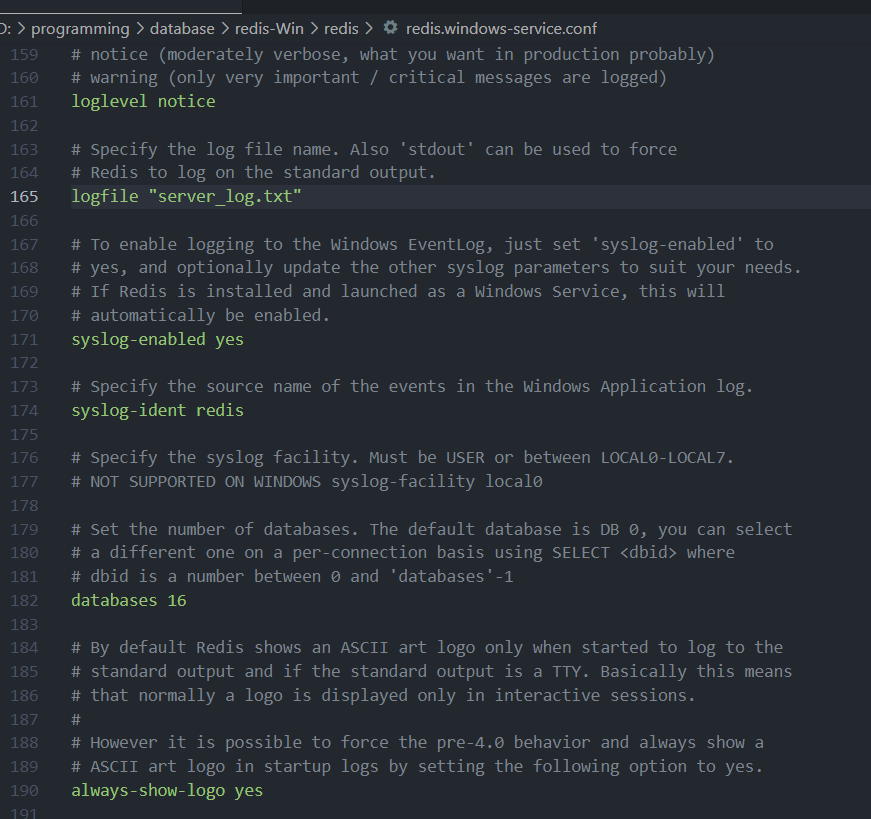 D: > programming > database > redis-Win > redis > redis.windows-service.conf
159 # notice (moderately verbose, what you want in production probably)
160 # warning (only very important / critical messages are logged)
161 loglevel notice
162
163 # Specify the log file name. Also 'stdout' can be used to force
164 # Redis to log on the standard output.
165 logfile "server_log.txt"
166
167 # To enable logging to the Windows EventLog, just set 'syslog-enabled' to
168 # yes, and optionally update the other syslog parameters to suit your needs.
169 # If Redis is installed and launched as a Windows Service, this will
170 # automatically be enabled.
171 syslog-enabled yes
172
173 # Specify the source name of the events in the Windows Application log.
174 syslog-ident redis
175
176 # Specify the syslog facility. Must be USER or between LOCAL0-LOCAL7.
177 # NOT SUPPORTED ON WINDOWS syslog-facility local0
178
179 # Set the number of databases. The default database is DB 0, you can select
180 # a different one on a per-connection basis using SELECT <dbid> where
181 # dbid is a number between 0 and 'databases'-1
182 databases 16
183
184 # By default Redis shows an ASCII art logo only when started to log to the
185 # standard output and if the standard output is a TTY. Basically this means
186 # that normally a logo is displayed only in interactive sessions.
187 #
188 # However it is possible to force the pre-4.0 behavior and always show a
189 # ASCII art logo in startup logs by setting the following option to yes.
190 always-show-logo yes
191